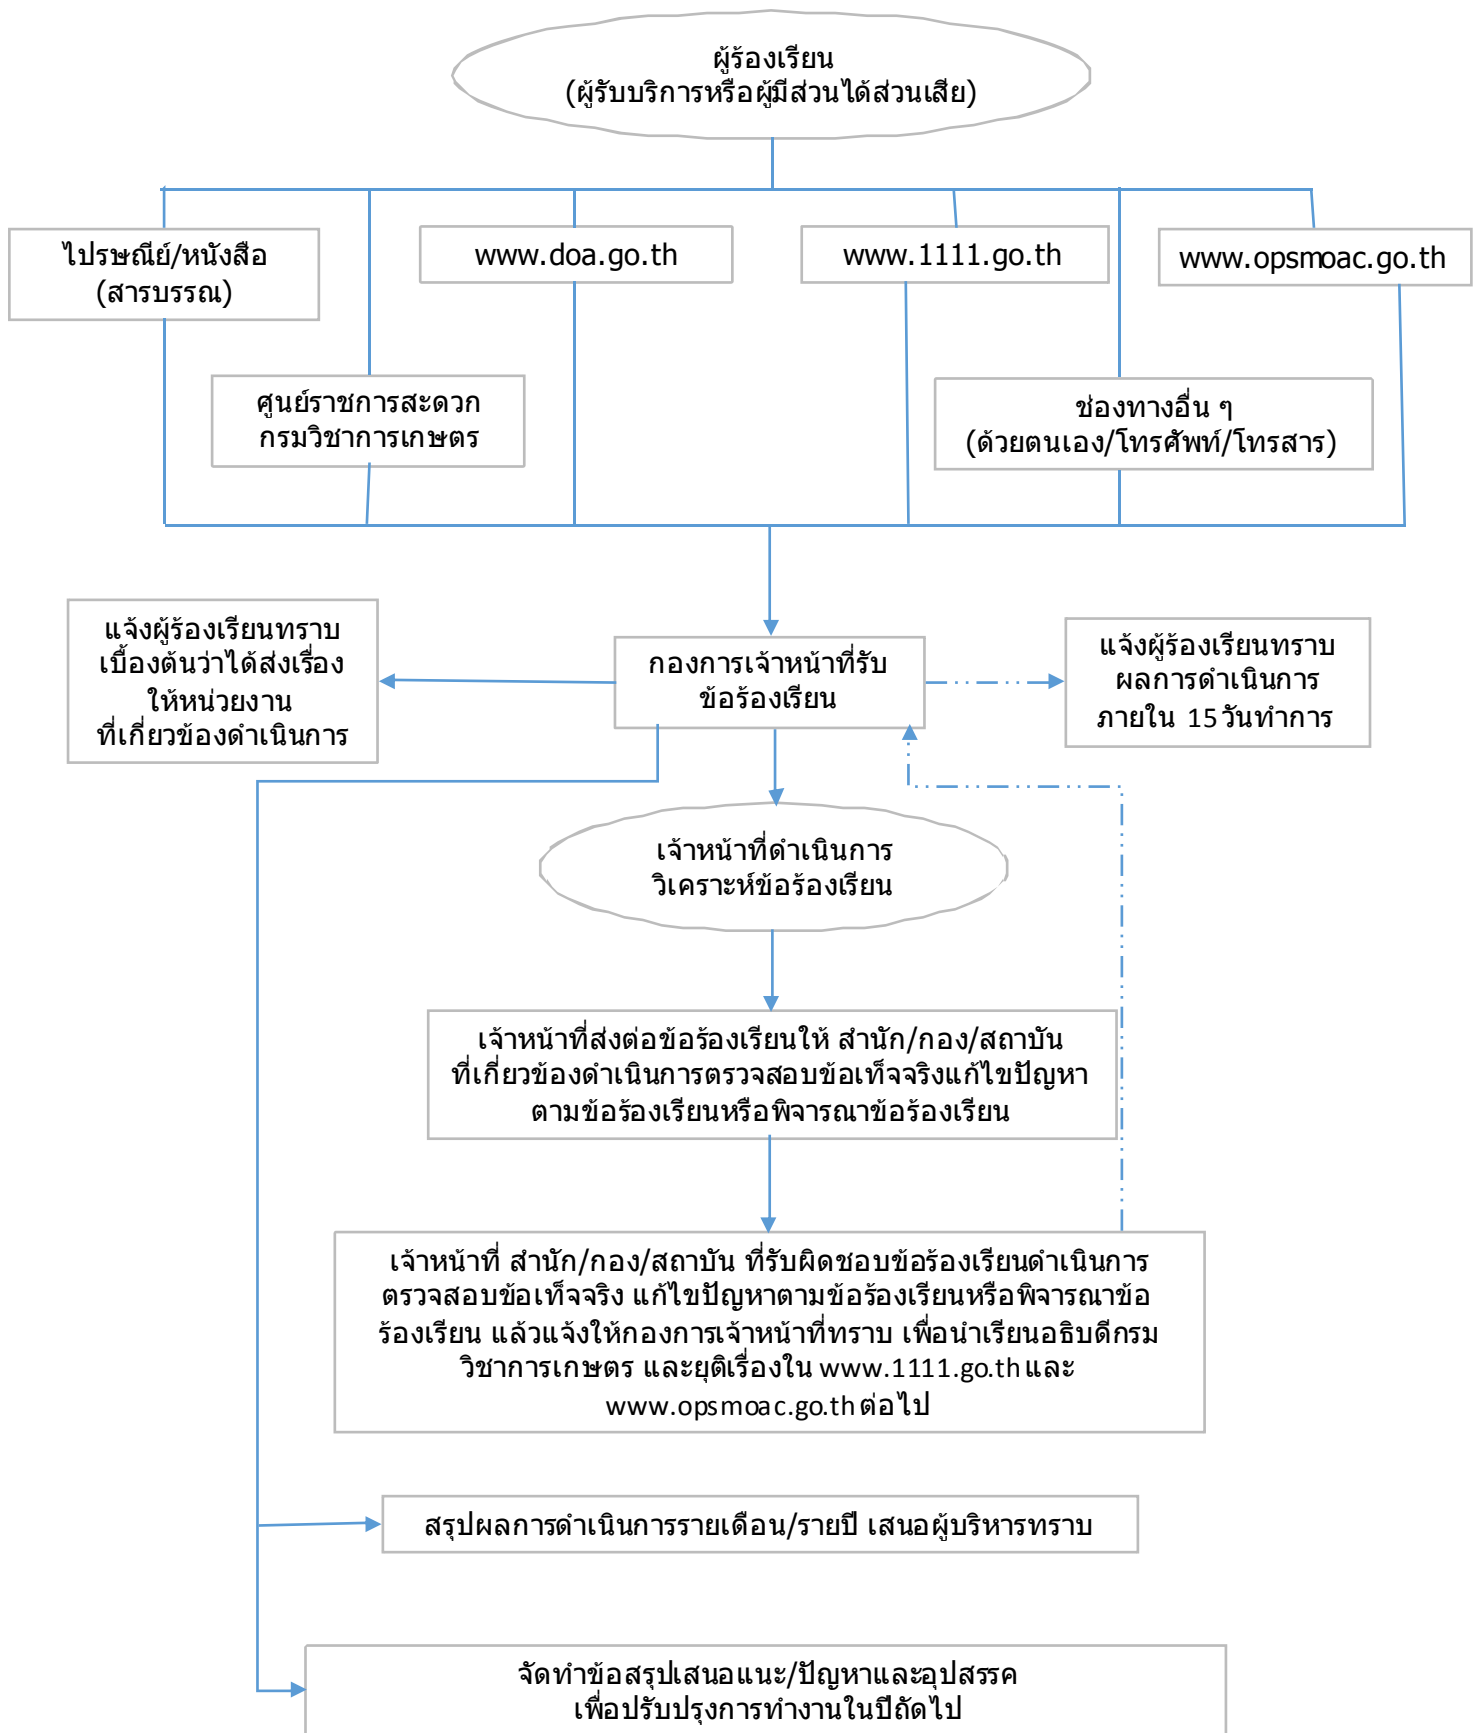 ผู้ร้องเรียน
(ผู้รับบริการหรือผู้มีส่วนได้ส่วนเสีย)
ไปรษณีย์/หนังสือ
(สารบรรณ)
www.doa.go.th
www.1111.go.th
www.opsmoac.go.th
ศูนย์ราชการสะดวก
กรมวิชาการเกษตร
ช่องทางอื่น ๆ
(ด้วยตนเอง/โทรศัพท์/โทรสาร)
แจ้งผู้ร้องเรียนทราบ
เบื้องต้นว่าได้ส่งเรื่อง
ให้หน่วยงาน
ที่เกี่ยวข้องดำเนินการ
กองการเจ้าหน้าที่รับ
ข้อร้องเรียน
แจ้งผู้ร้องเรียนทราบ
ผลการดำเนินการ
ภายใน 15 วันทำการ
เจ้าหน้าที่ดำเนินการ
วิเคราะห์ข้อร้องเรียน
เจ้าหน้าที่ส่งต่อข้อร้องเรียนให้ สำนัก/กอง/สถาบัน
ที่เกี่ยวข้องดำเนินการตรวจสอบข้อเท็จจริงแก้ไขปัญหา
ตามข้อร้องเรียนหรือพิจารณาข้อร้องเรียน
เจ้าหน้าที่ สำนัก/กอง/สถาบัน ที่รับผิดชอบข้อร้องเรียนดำเนินการ
ตรวจสอบข้อเท็จจริง แก้ไขปัญหาตามข้อร้องเรียนหรือพิจารณาข้อ
ร้องเรียน แล้วแจ้งให้กองการเจ้าหน้าที่ทราบ เพื่อนำเรียนอธิบดีกรม
วิชาการเกษตร และยุติเรื่องใน www.1111.go.th และ
www.opsmoac.go.th ต่อไป
สรุปผลการดำเนินการรายเดือน/รายปี เสนอผู้บริหารทราบ
จัดทำข้อสรุปเสนอแนะ/ปัญหาและอุปสรรค
เพื่อปรับปรุงการทำงานในปีถัดไป